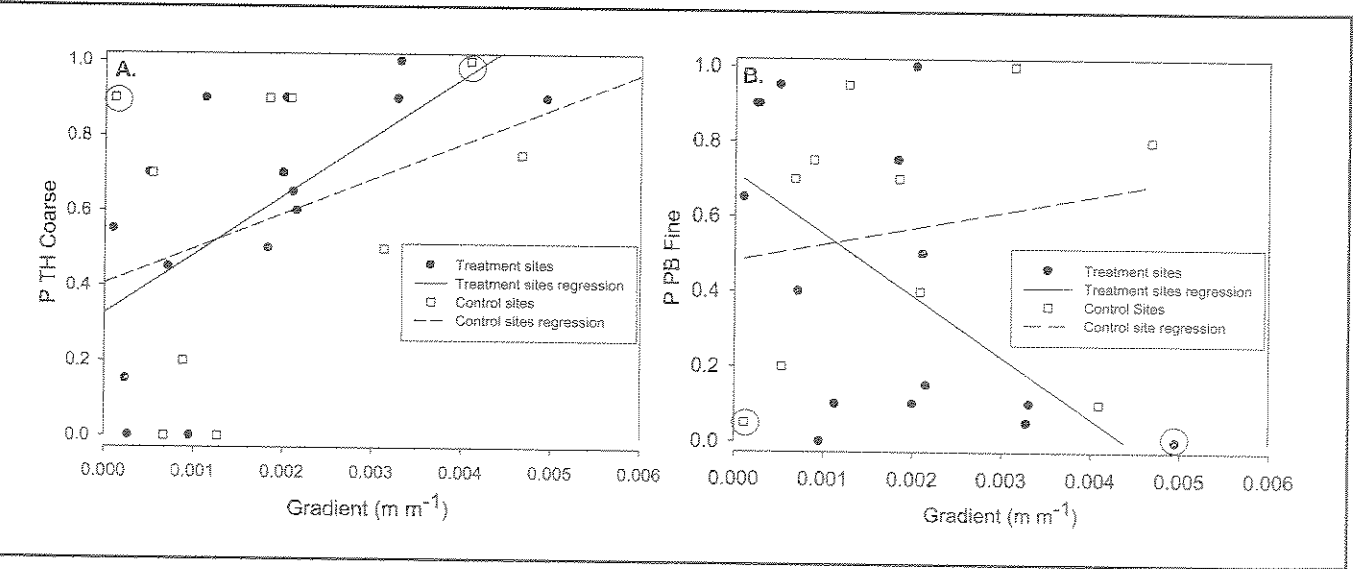 A.
P TH Coarse
1.0
0.8
0.6
0.4
0.2
0.0
0.000 0.001 0.002 0.003 0.004 0.005 0.006
Gradient (m m-1)
Treatment sites
Treatment sites regression
Control sites
Control sites regression
B.
P PB Fine
1.0
0.8
0.6
0.4
0.2
0.0
0.000 0.001 0.002 0.003 0.004 0.005 0.006
Gradient (m m-1)
Treatment sites
Treatment sites regression
Control Sites
Control site regression